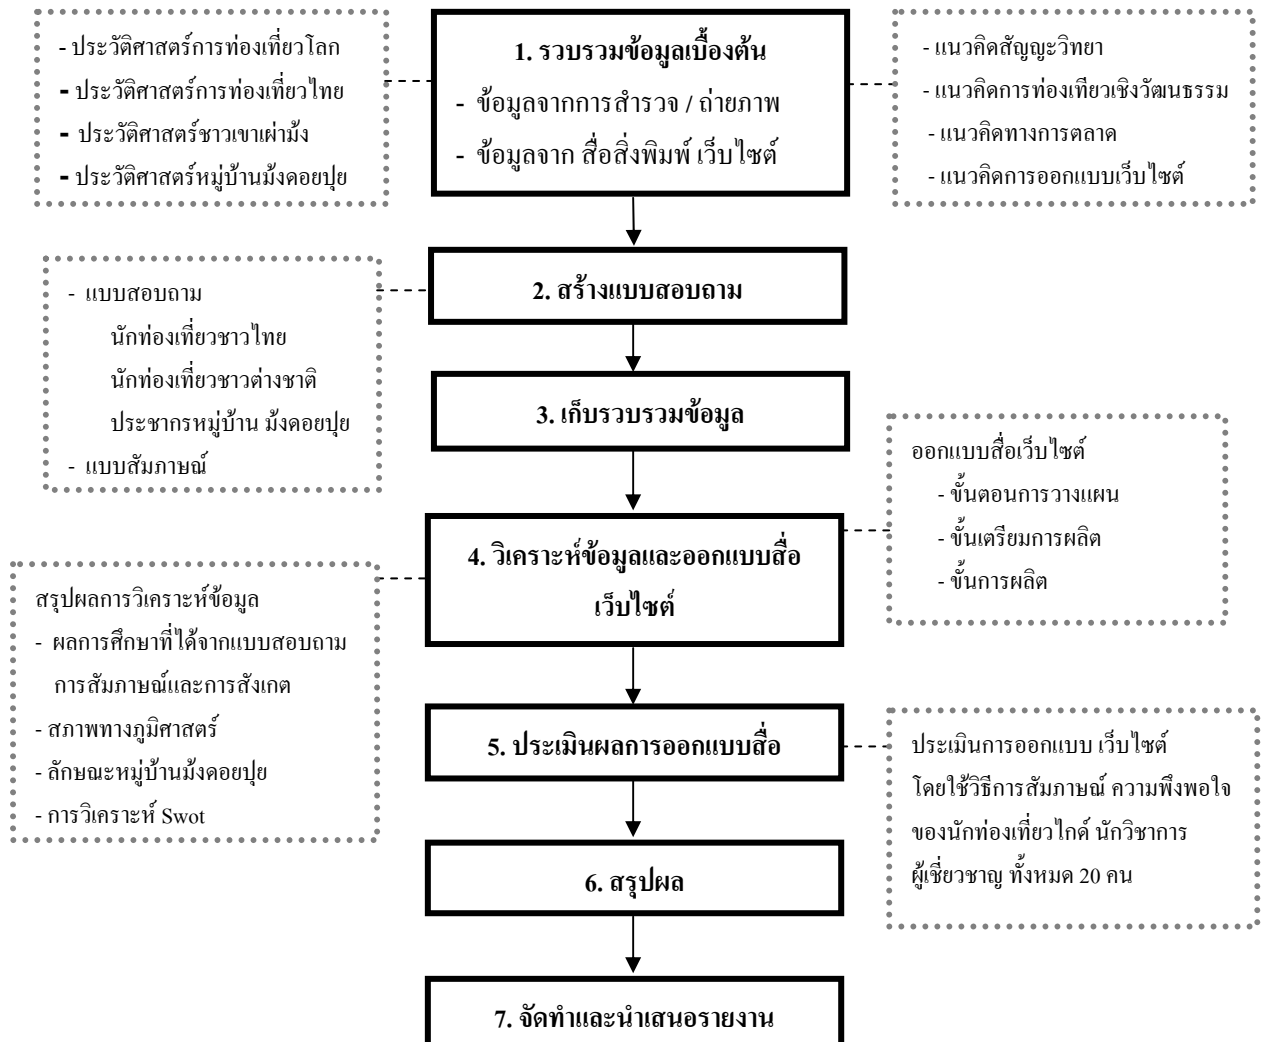 - ประวัติศาสตร์การท่องเที่ยวโลก
- ประวัติศาสตร์การท่องเที่ยวไทย
- ประวัติศาสตร์ชาวเขาเผ่าม้ง
- ประวัติศาสตร์หมู่บ้านม้งดอยปุย
1. รวบรวมข้อมูลเบื้องต้น
- ข้อมูลจากการสำรวจ / ถ่ายภาพ
- ข้อมูลจาก สื่อสิ่งพิมพ์ เว็บไซต์
- แนวคิดสัญญะวิทยา
- แนวคิดการท่องเทียวเชิงวัฒนธรรม
- แนวคิดทางการตลาด
- แนวคิดการออกแบบเว็บไซต์
2. สร้างแบบสอบถาม
- แบบสอบถาม
นักท่องเที่ยวชาวไทย
นักท่องเที่ยวชาวต่างชาติ
ประชากรหมู่บ้าน ม้งดอยปุย
- แบบสัมภาษณ์
3. เก็บรวบรวมข้อมูล
4. วิเคราะห์ข้อมูลและออกแบบสื่อ
เว็บไซต์
ออกแบบสื่อเว็บไซต์
- ขั้นตอนการวางแผน
- ขั้นเตรียมการผลิต
- ขั้นการผลิต
สรุปผลการวิเคราะห์ข้อมูล
- ผลการศึกษาที่ได้จากแบบสอบถาม
การสัมภาษณ์และการสังเกต
- สภาพทางภูมิศาสตร์
- ลักษณะหมู่บ้านม้งดอยปุย
- การวิเคราะห์ Swot
5. ประเมินผลการออกแบบสื่อ
ประเมินการออกแบบ เว็บไซต์
โดยใช้วิธีการสัมภาษณ์ ความพึงพอใจ
ของนักท่องเที่ยวไกด์ นักวิชาการ
ผู้เชี่ยวชาญ ทั้งหมด 20 คน
6. สรุปผล
7. จัดทำและนำเสนอรายงาน